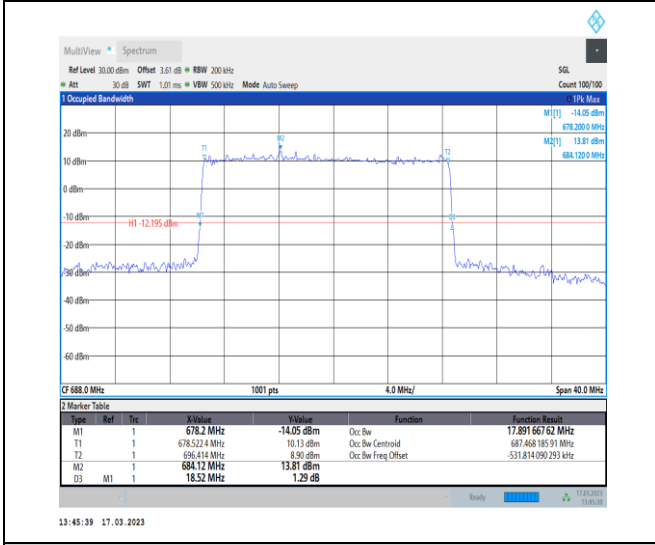 MultiView Spectrum
Ref Level 30.00 dBm Offset 3.61 dB RBW 200 kHz SGL
Att 30 dB SWT 1.01 ms VBW 500 kHz Mode Auto Sweep Count 100/100
1 Occupied Bandwidth 1Pk Max
M1[1] -14.05 dBm
678.200 0 MHz
M2[1] 13.81 dBm
684.120 0 MHz
20 dBm
M2
T1
T2
10 dBm
0 dBm
-10 dBm
M1
H1 -12.195 dBm
-20 dBm
-30 dBm
-40 dBm
-50 dBm
-60 dBm
CF 688.0 MHz 1001 pts 4.0 MHz/ Span 40.0 MHz
2 Marker Table
Type Ref Trc X-Value Y-Value Function Function Result
M1 1 678.2 MHz -14.05 dBm Occ Bw 17.891 667 62 MHz
T1 1 678.522 4 MHz 10.13 dBm Occ Bw Centroid 687.468 185 91 MHz
T2 1 696.414 MHz 8.90 dBm Occ Bw Freq Offset -531.814 090 293 kHz
M2 1 684.12 MHz 13.81 dBm
D3 M1 1 18.52 MHz 1.29 dB
Ready 17.03.2023
13:45:39
13:45:39 17.03.2023